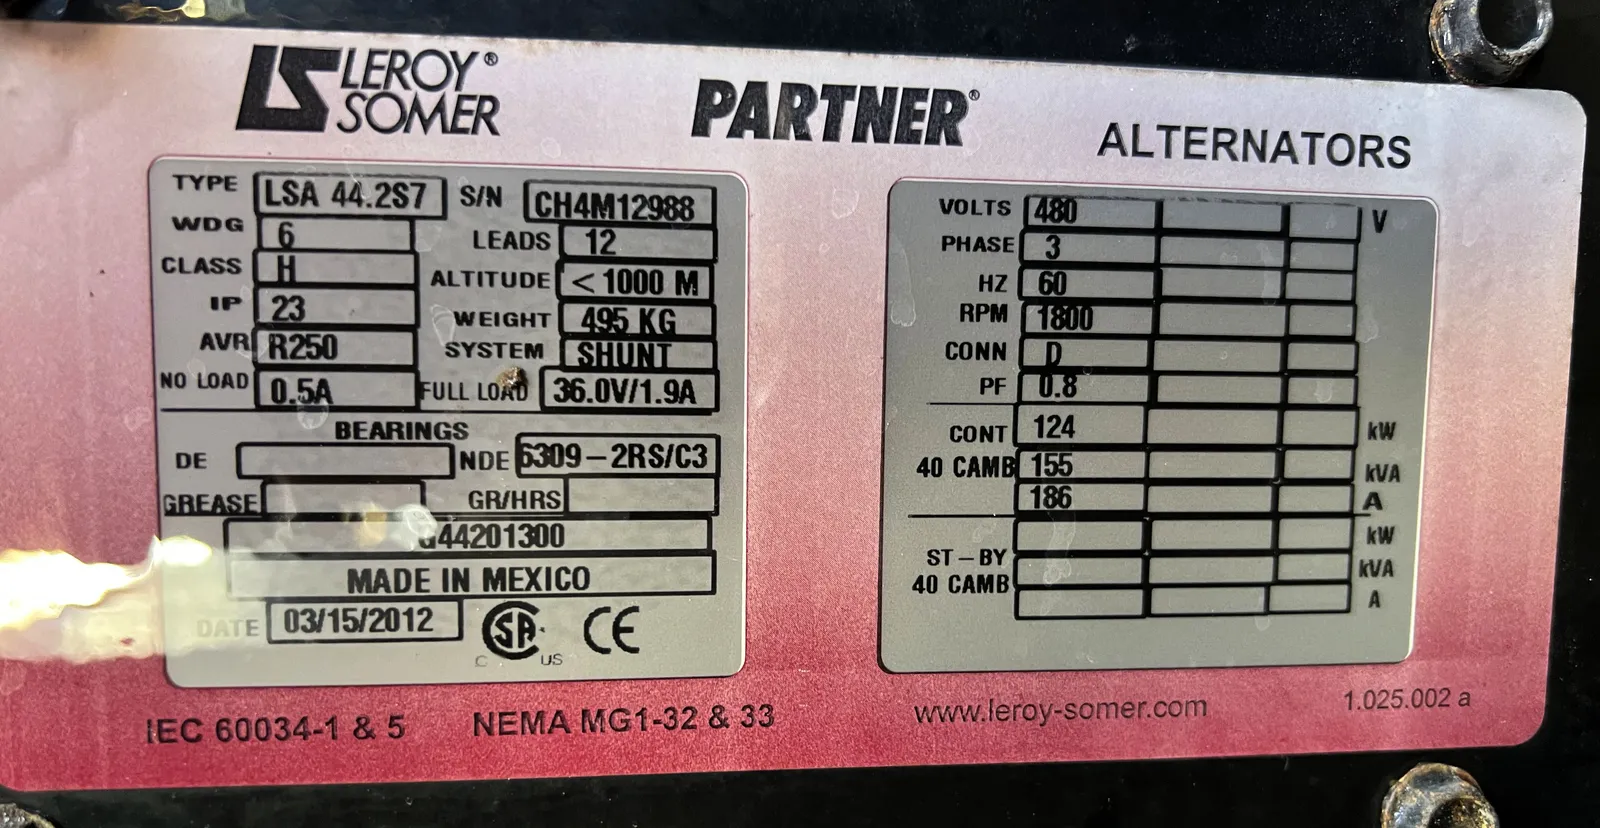 LEROY® SOMER
PARTNER®
ALTERNATORS
TYPE LSA 44.2S7 S/N CH4M12988
WDG 6 LEADS 12
CLASS H ALTITUDE < 1000 M
IP 23 WEIGHT 495 KG
AVR R250 SYSTEM SHUNT
NO LOAD 0.5A FULL LOAD 36.0V/1.9A
BEARINGS
DE NDE 6309-2RS/C3
GREASE GR/HRS
44201300
MADE IN MEXICO
DATE 03/15/2012 C SA US CE
VOLTS 480 V
PHASE 3
HZ 60
RPM 1800
CONN D
PF 0.8
CONT 124 kW
40 CAMB 155 kVA
186 A
kW
ST-BY kVA
40 CAMB A
IEC 60034-1 & 5 NEMA MG1-32 & 33
www.leroy-somer.com 1.025.002 a